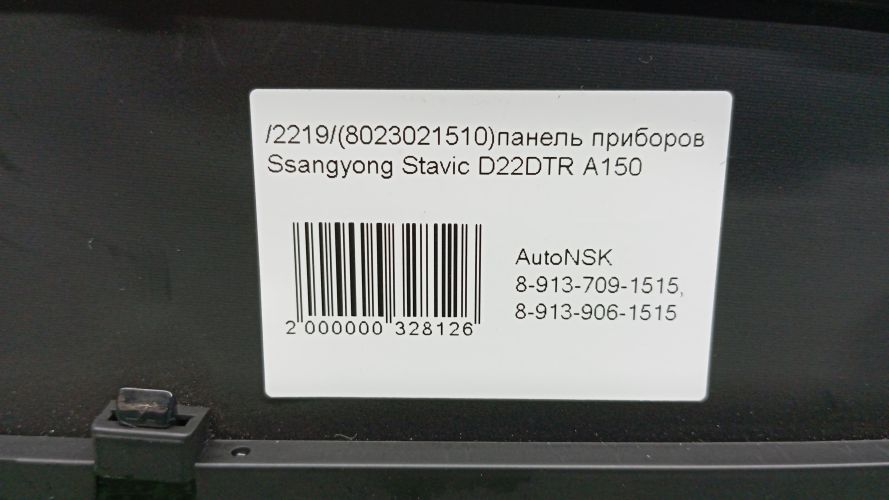 /2219/(8023021510)панель приборов
Ssangyong Stavic D22DTR A150
AutoNSK
8-913-709-1515,
8-913-906-1515
2 000000 328126